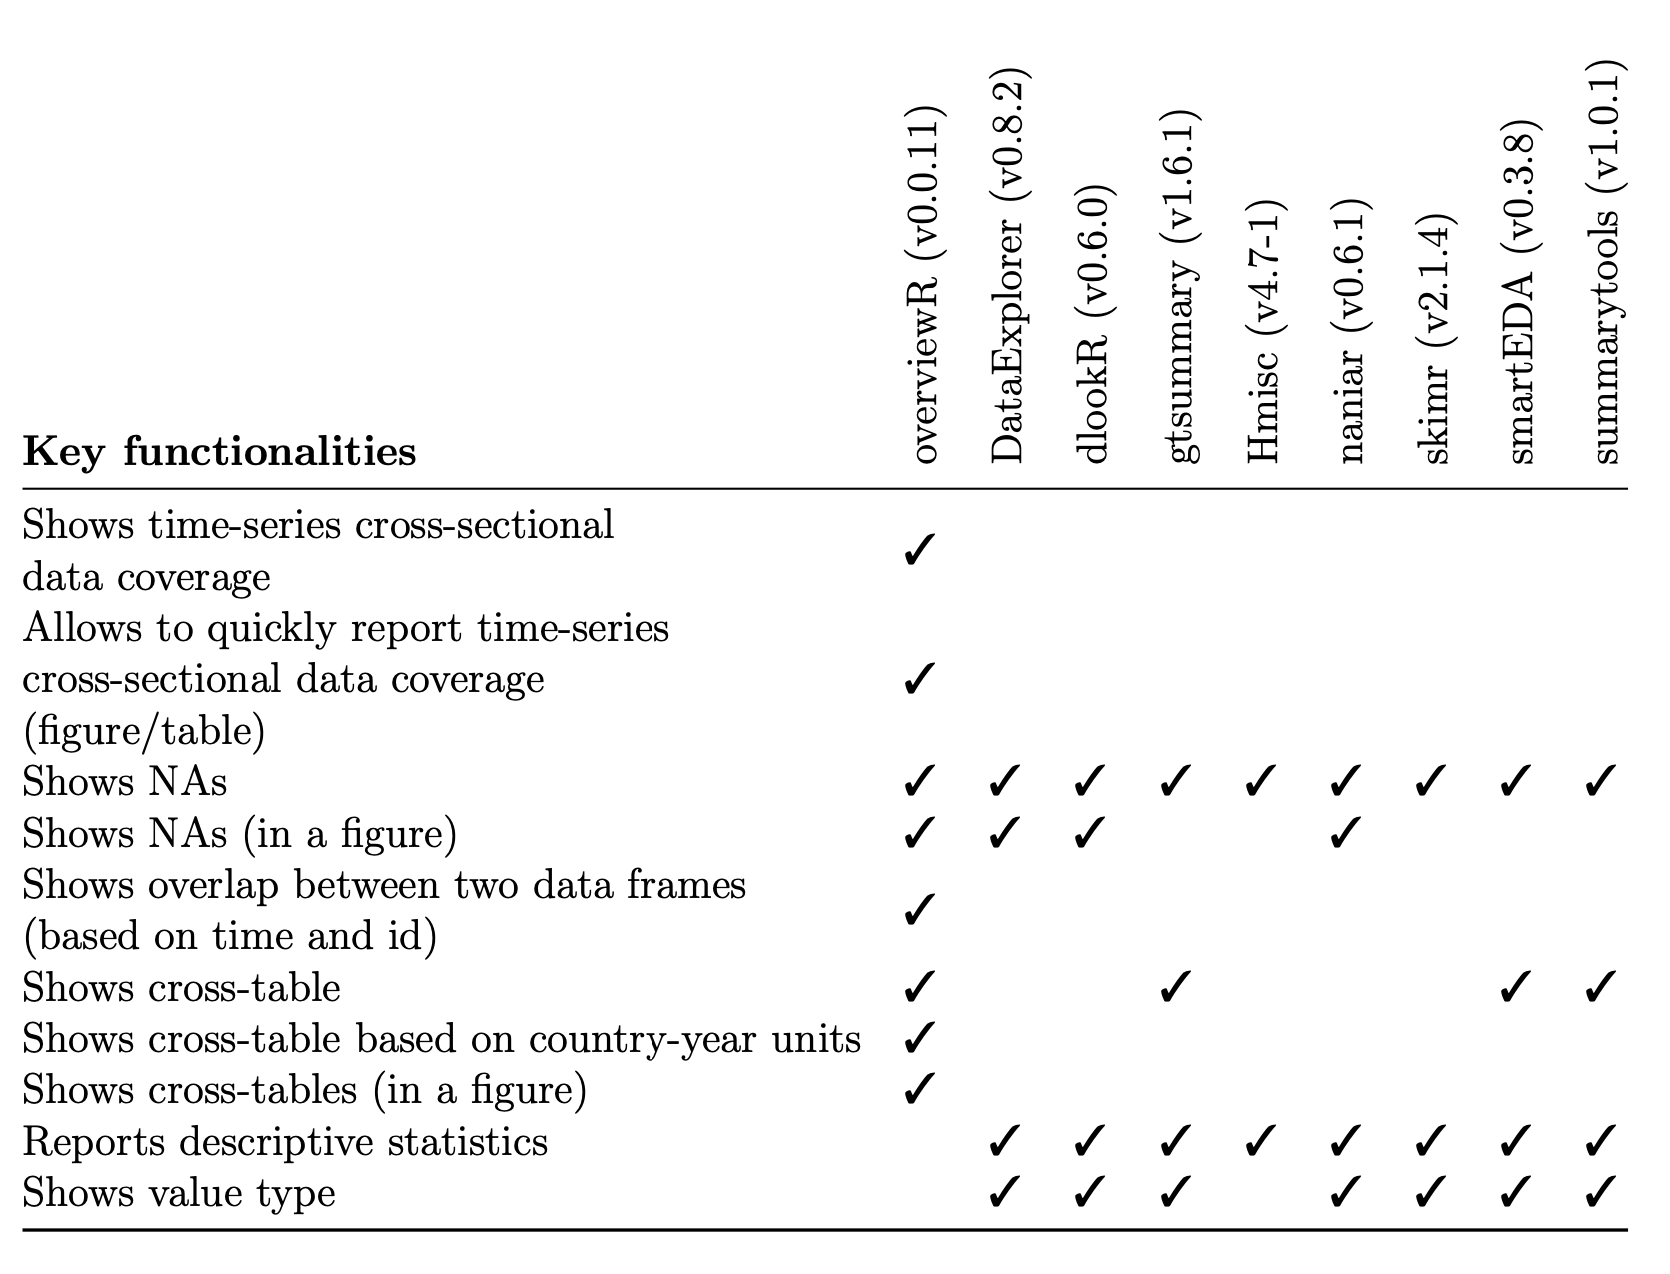 overviewR (v0.0.11)
DataExplorer (v0.8.2)
dlookR (v0.6.0)
gtsummary (v1.6.1)
Hmisc (v4.7-1)
naniar (v0.6.1)
skimr (v2.1.4)
smartEDA (v0.3.8)
summarytools (v1.0.1)
Key functionalities
Shows time-series cross-sectional
data coverage ✓
Allows to quickly report time-series
cross-sectional data coverage ✓
(figure/table)
Shows NAs ✓ ✓ ✓ ✓ ✓ ✓ ✓ ✓ ✓
Shows NAs (in a figure) ✓ ✓ ✓ ✓
Shows overlap between two data frames
(based on time and id) ✓
Shows cross-table ✓ ✓ ✓ ✓
Shows cross-table based on country-year units ✓
Shows cross-tables (in a figure) ✓
Reports descriptive statistics ✓ ✓ ✓ ✓ ✓ ✓ ✓ ✓
Shows value type ✓ ✓ ✓ ✓ ✓ ✓ ✓